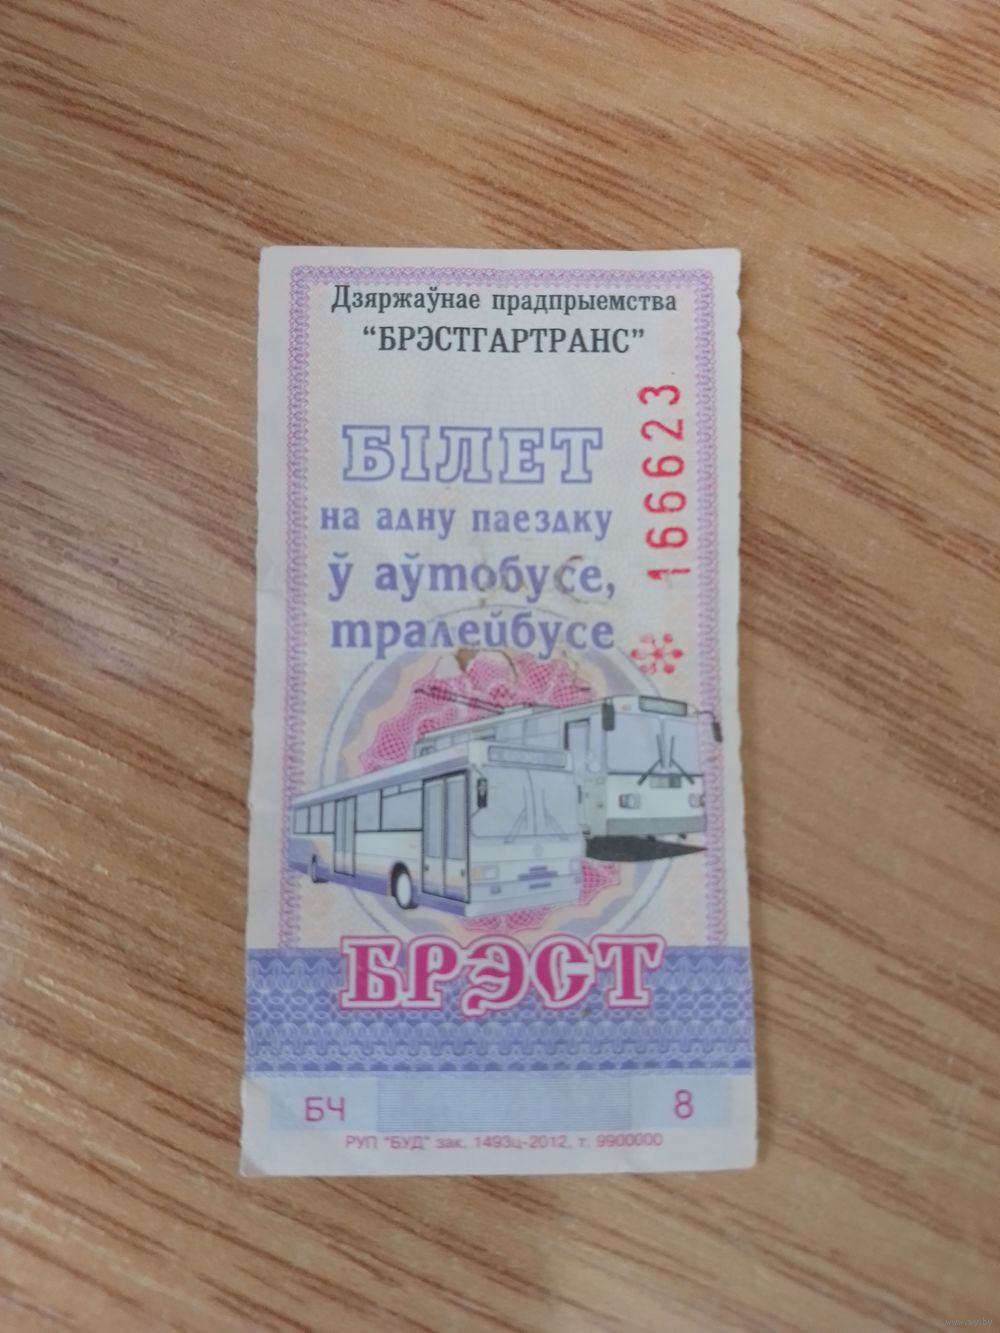 Дзяржаўнае прадпрыемства
“БРЭСТГАРТРАНС”
БІЛЕТ
на адну паездку
ў аўтобусе,
тралейбусе
166623
БРЭСТ
БЧ 8
РУП "БУД" зак. 1493ц-2012, т. 9900000